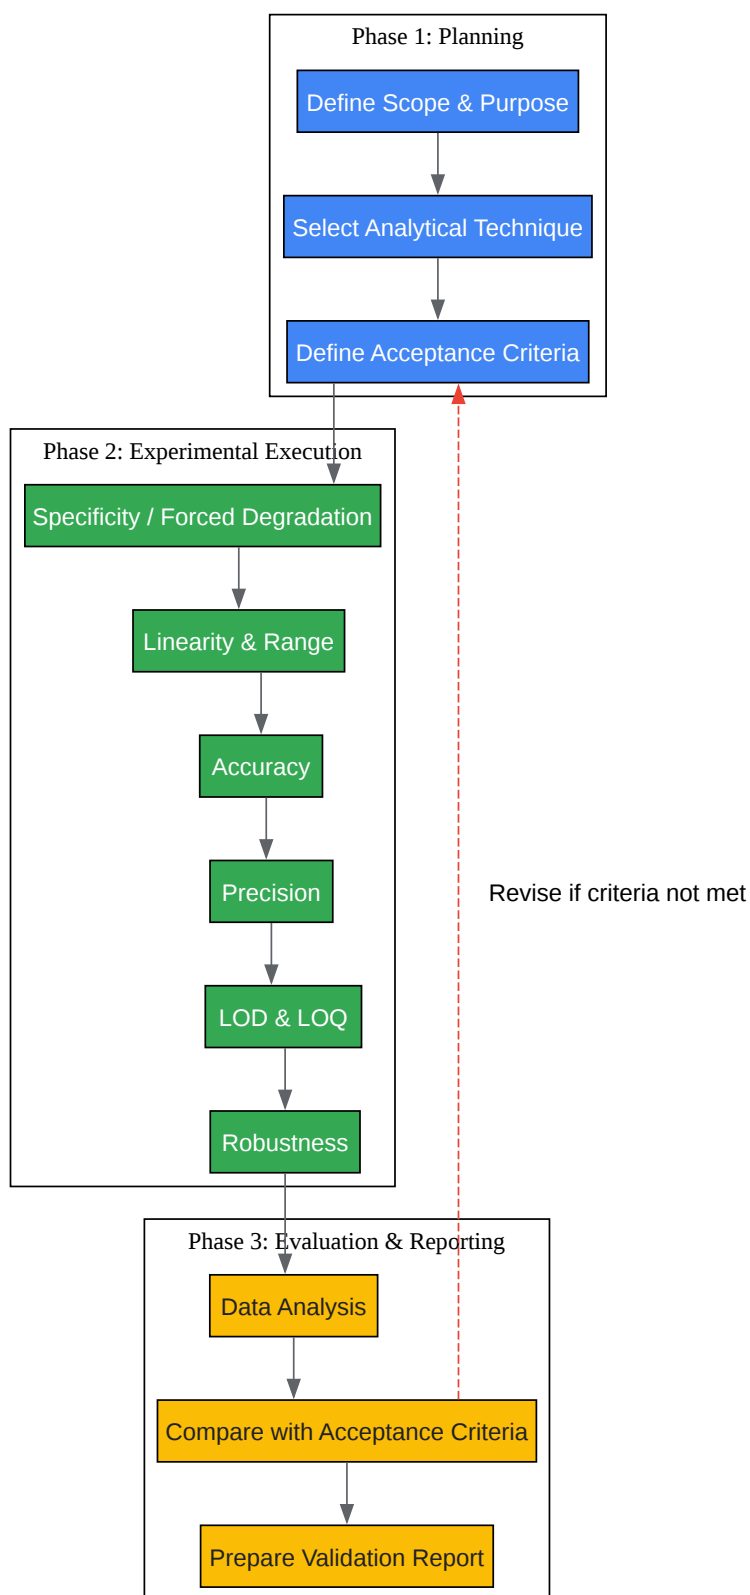 Phase 1: Planning
Define Scope & Purpose
Select Analytical Technique
Define Acceptance Criteria
Phase 2: Experimental Execution
Specificity / Forced Degradation
Linearity & Range
Accuracy
Precision
Revise if criteria not met
LOD & LOQ
Robustness
Phase 3: Evaluation & Reporting
Data Analysis
Compare with Acceptance Criteria
Prepare Validation Report